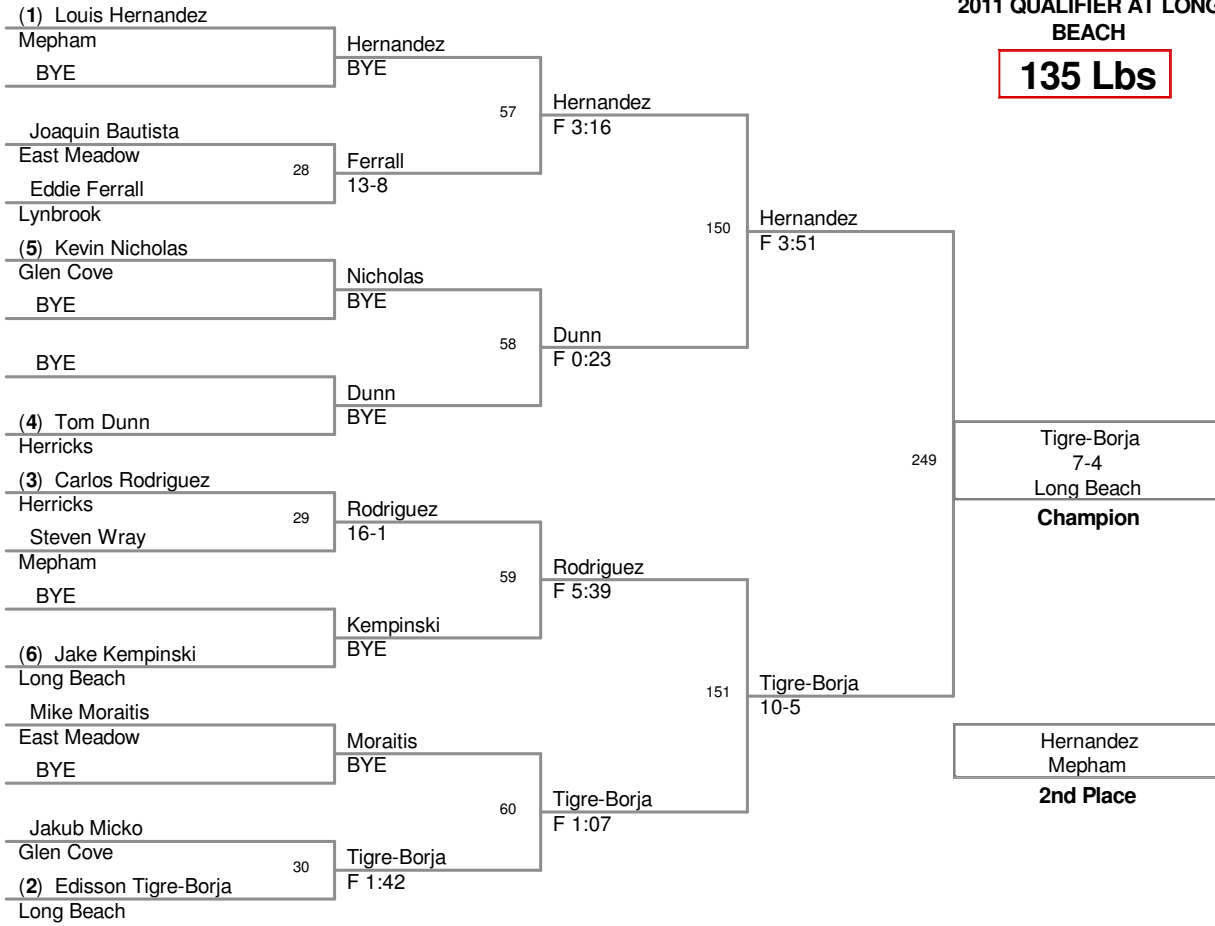 2011 QUALIFIER AT LONG
BEACH
135 Lbs
(1) Louis Hernandez
Mepham
BYE
Joaquin Bautista
East Meadow
28
Eddie Ferrall
Lynbrook
(5) Kevin Nicholas
Glen Cove
BYE
BYE
(4) Tom Dunn
Herricks
(3) Carlos Rodriguez
Herricks
29
Steven Wray
Mepham
BYE
(6) Jake Kempinski
Long Beach
Mike Moraitis
East Meadow
BYE
Jakub Micko
Glen Cove
30
(2) Edisson Tigre-Borja
Long Beach
Hernandez
BYE
57
Ferrall
13-8
Nicholas
BYE
58
Dunn
BYE
Rodriguez
16-1
59
Kempinski
BYE
Moraitis
BYE
60
Tigre-Borja
F 1:42
Hernandez
F 3:16
150
Dunn
F 0:23
Rodriguez
F 5:39
151
Tigre-Borja
F 1:07
Hernandez
F 3:51
249
Tigre-Borja
10-5
Tigre-Borja
7-4
Long Beach
Champion
Hernandez
Mepham
2nd Place